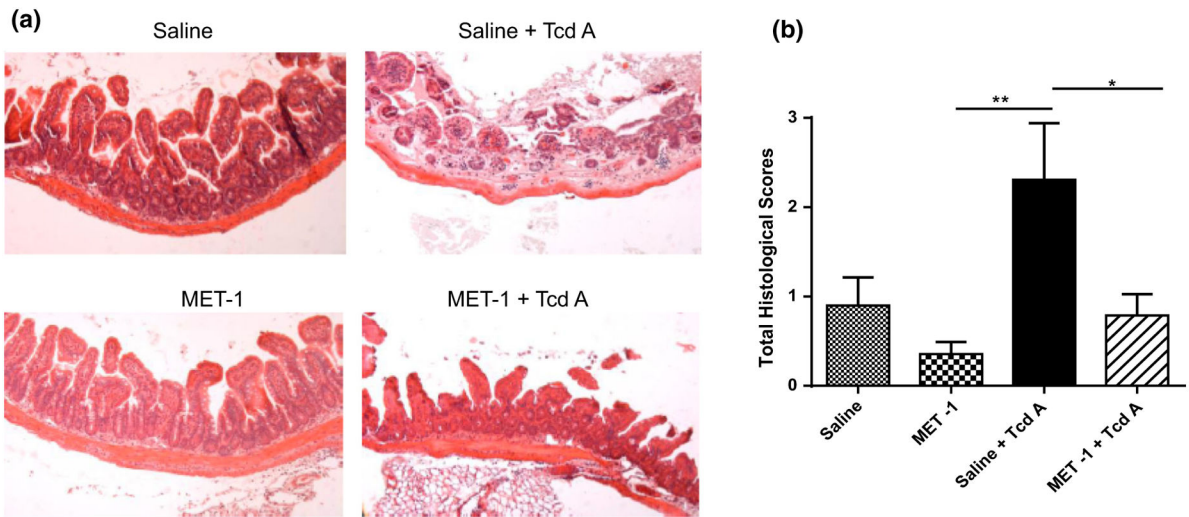 (a)
Saline
Saline + Tcd A
MET-1
MET-1 + Tcd A
(b)
**
*
Total Histological Scores
3
2
1
0
Saline
MET -1
Saline + Tcd A
MET -1 + Tcd A